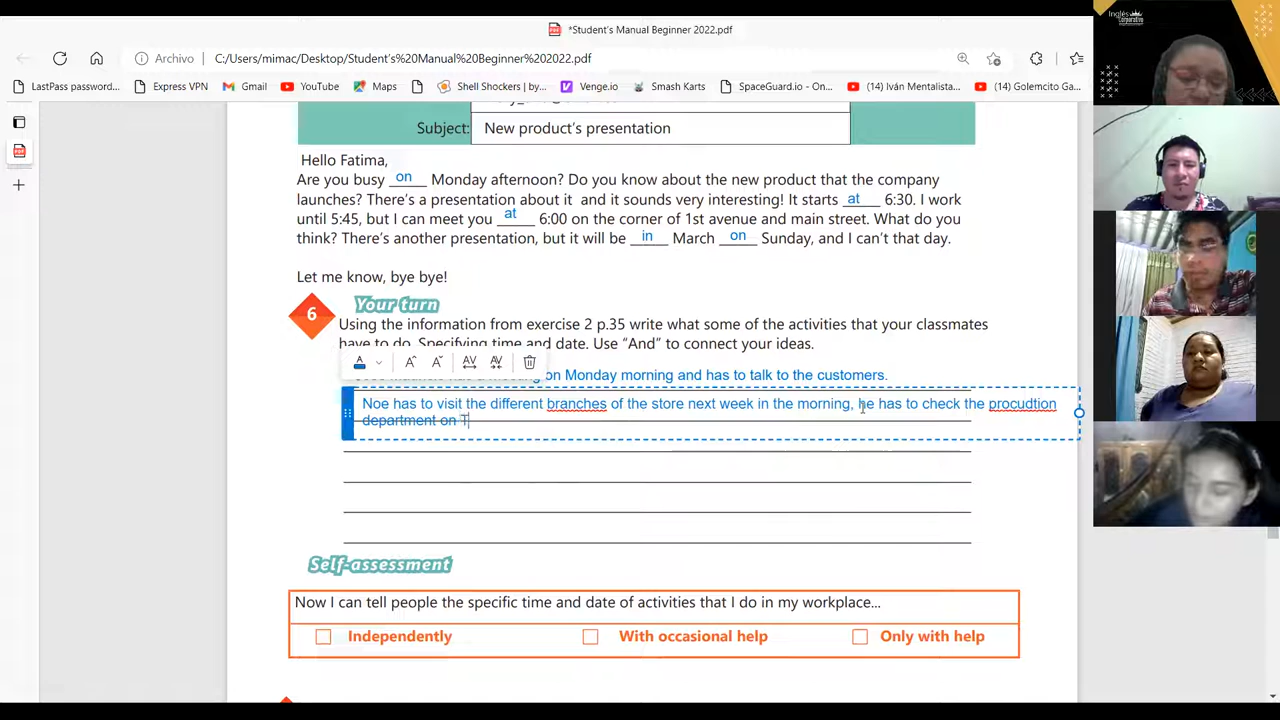 *Student's Manual Beginner 2022.pdf
Archivo C:/Users/mimac/Desktop/Student's%20Manual%20Beginner%202022.pdf
LastPass password... Express VPN Gmail YouTube Maps Shell Shockers | by... Venge.io Smash Karts SpaceGuard.io - On... (14) Iván Mentalista... (14) Golemcito Ga...
Inglés Corporativo
Subject: New product's presentation
Hello Fatima,
Are you busy on Monday afternoon? Do you know about the new product that the company
launches? There's a presentation about it and it sounds very interesting! It starts at 6:30. I work
until 5:45, but I can meet you at 6:00 on the corner of 1st avenue and main street. What do you
think? There's another presentation, but it will be in March on Sunday, and I can't that day.
Let me know, bye bye!
6 Your turn
Using the information from exercise 2 p.35 write what some of the activities that your classmates
have to do. Specifying time and date. Use "And" to connect your ideas.
on Monday morning and has to talk to the customers.
Noe has to visit the different branches of the store next week in the morning, he has to check the procudtion
department on T
Self-assessment
Now I can tell people the specific time and date of activities that I do in my workplace...
Independently With occasional help Only with help